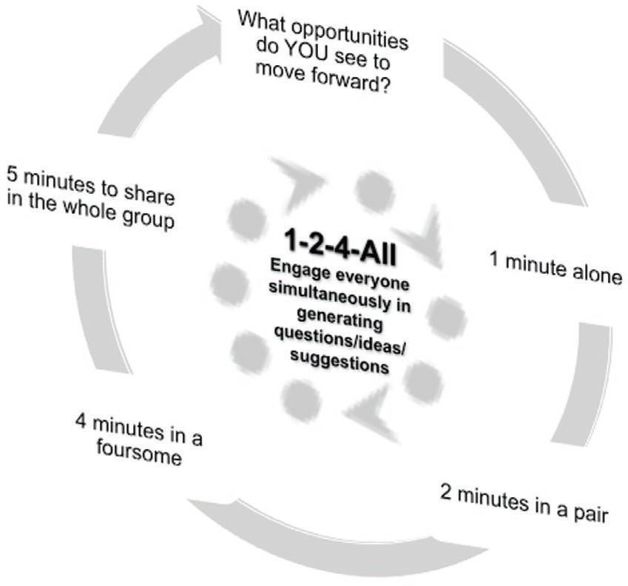 What opportunities
do YOU see to
move forward?
1 minute alone
2 minutes in a pair
4 minutes in a
foursome
5 minutes to share
in the whole group
1-2-4-All
Engage everyone
simultaneously in
generating
questions/ideas/
suggestions